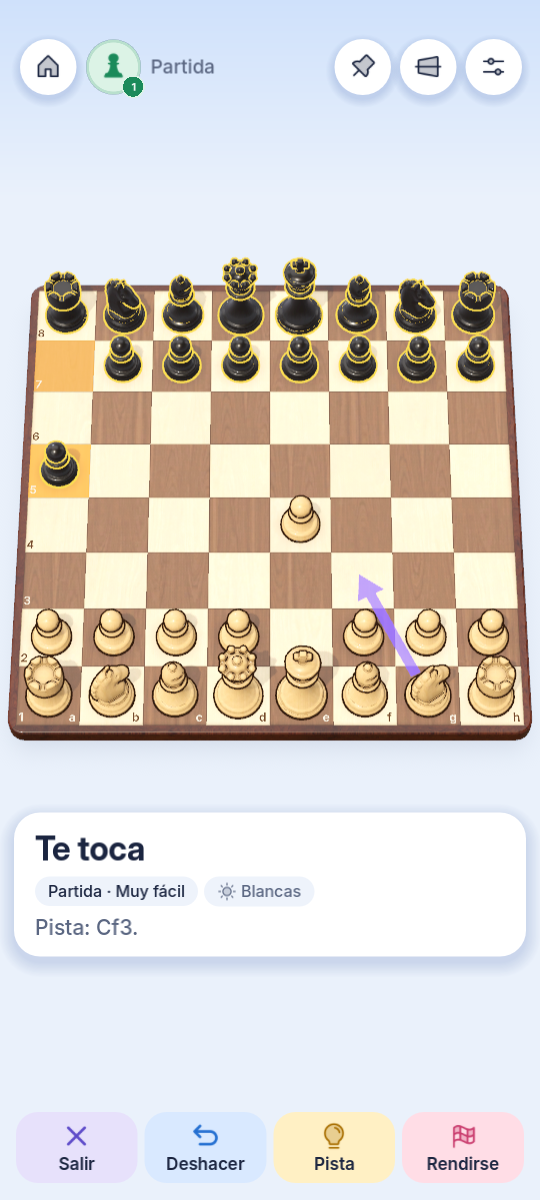 1
Partida
8
7
6
5
4
3
2
1 a b c d e f g h
Te toca
Partida · Muy fácil
Blancas
Pista: Cf3.
Salir
Deshacer
Pista
Rendirse